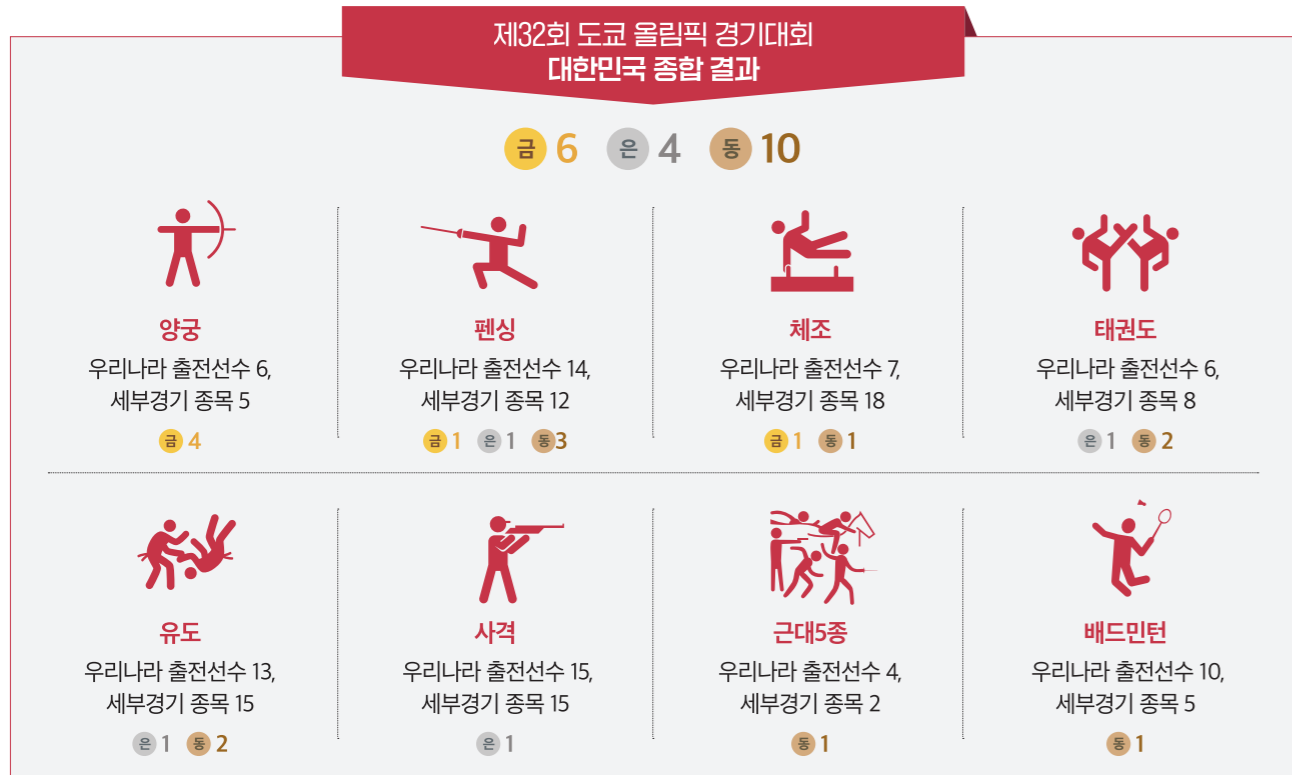 제32회 도쿄 올림픽 경기대회
대한민국 종합 결과
금 6 은 4 동 10
양궁
우리나라 출전선수 6,
세부경기 종목 5
금 4
펜싱
우리나라 출전선수 14,
세부경기 종목 12
금 1 은 1 동 3
체조
우리나라 출전선수 7,
세부경기 종목 18
금 1 동 1
태권도
우리나라 출전선수 6,
세부경기 종목 8
은 1 동 2
유도
우리나라 출전선수 13,
세부경기 종목 15
은 1 동 2
사격
우리나라 출전선수 15,
세부경기 종목 15
은 1
근대5종
우리나라 출전선수 4,
세부경기 종목 2
동 1
배드민턴
우리나라 출전선수 10,
세부경기 종목 5
동 1